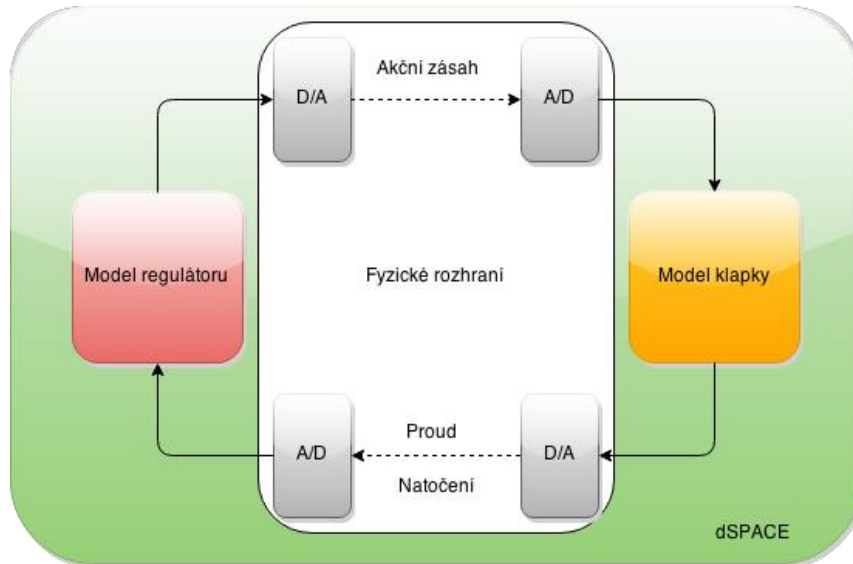 Akční zásah
D/A
A/D
Model regulátoru
Fyzické rozhraní
Model klapky
Proud
A/D
D/A
Natočení
dSPACE